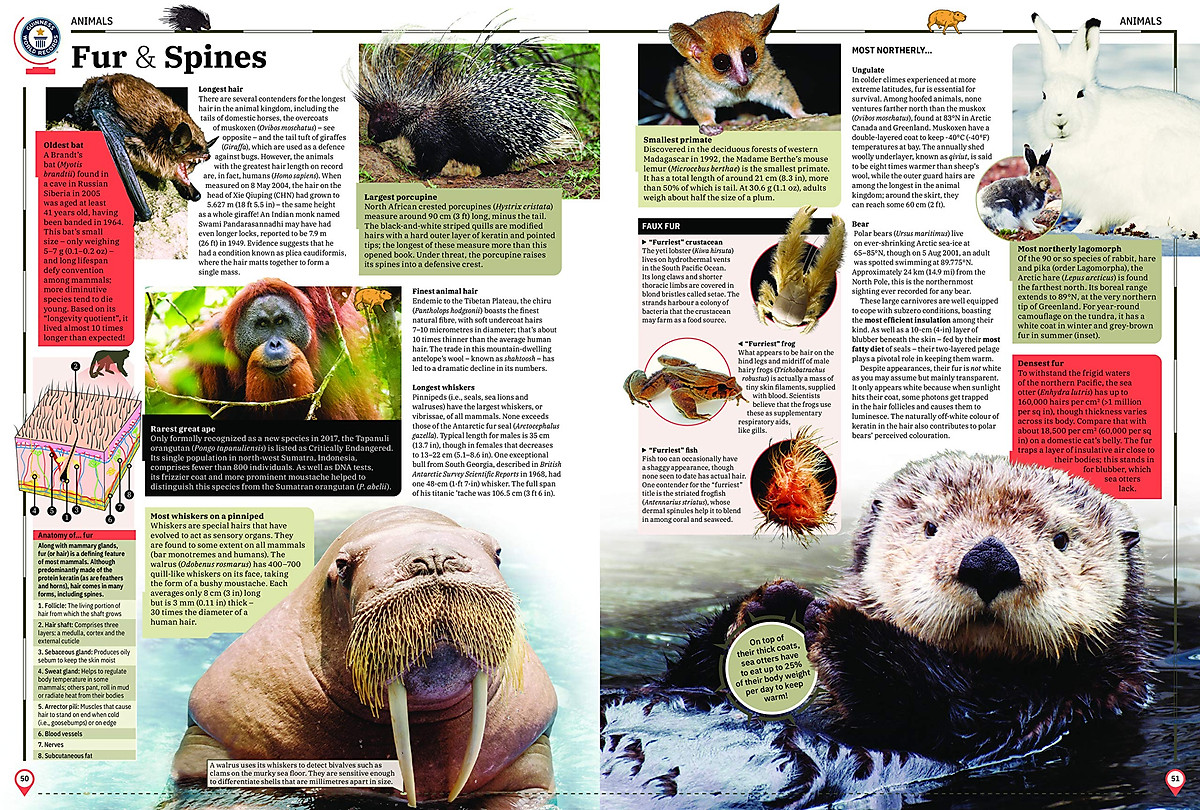 GUINNESS
WORLD RECORDS
ANIMALS
Fur & Spines
Oldest bat
A Brandt's
bat (Myotis
brandtii) found in
a cave in Russian
Siberia in 2005
was aged at least
41 years old, having
been banded in 1964.
This bat's small
size – only weighing
5–7 g (0.1–0.2 oz) –
and long lifespan
defy convention
among mammals;
more diminutive
species tend to die
young. Based on its
"longevity quotient", it
lived almost 10 times
longer than expected!
Longest hair
There are several contenders for the longest
hair in the animal kingdom, including the
tails of domestic horses, the overcoats
of muskoxen (Ovibos moschatus) – see
opposite – and the tail tuft of giraffes
(Giraffa), which are used as a defence
against bugs. However, the animals
with the greatest hair length on record
are, in fact, humans (Homo sapiens). When
measured on 8 May 2004, the hair on the
head of Xie Qiuping (CHN) had grown to
5.627 m (18 ft 5.5 in) – the same height
as a whole giraffe! An Indian monk named
Swami Pandarasannadhi may have had
even longer locks, reported to be 7.9 m
(26 ft) in 1949. Evidence suggests that he
had a condition known as plica caudiformis,
where the hair mats together to form a
single mass.
Largest porcupine
North African crested porcupines (Hystrix cristata)
measure around 90 cm (3 ft) long, minus the tail.
The black-and-white striped quills are modified
hairs with a hard outer layer of keratin and pointed
tips; the longest of these measure more than this
opened book. Under threat, the porcupine raises
its spines into a defensive crest.
Rarest great ape
Only formally recognized as a new species in 2017, the Tapanuli
orangutan (Pongo tapanuliensis) is listed as Critically Endangered.
Its single population in north-west Sumatra, Indonesia,
comprises fewer than 800 individuals. As well as DNA tests,
its frizzier coat and more prominent moustache helped to
distinguish this species from the Sumatran orangutan (P. abelii).
Finest animal hair
Endemic to the Tibetan Plateau, the chiru
(Pantholops hodgsonii) boasts the finest
natural fibre, with soft undercoat hairs
7–10 micrometres in diameter; that's about
10 times thinner than the average human
hair. The trade in this mountain-dwelling
antelope's wool – known as shahtoosh – has
led to a dramatic decline in its numbers.
Longest whiskers
Pinnipeds (i.e., seals, sea lions and
walruses) have the largest whiskers, or
vibrissae, of all mammals. None exceeds
those of the Antarctic fur seal (Arctocephalus
gazella). Typical length for males is 35 cm
(13.7 in), though in females that decreases
to 13–22 cm (5.1–8.6 in). One exceptional
bull from South Georgia, described in British
Antarctic Survey Scientific Reports in 1968, had
one 48-cm (1-ft 7-in) whisker. The full span
of his titanic 'tache was 106.5 cm (3 ft 6 in).
2
4
5
3
1
6
7
8
Anatomy of... fur
Along with mammary glands,
fur (or hair) is a defining feature
of most mammals. Although
predominantly made of the
protein keratin (as are feathers
and horns), hair comes in many
forms, including spines.
1. Follicle: The living portion of
hair from which the shaft grows
2. Hair shaft: Comprises three
layers: a medulla, cortex and the
external cuticle
3. Sebaceous gland: Produces oily
sebum to keep the skin moist
4. Sweat gland: Helps to regulate
body temperature in some
mammals; others pant, roll in mud
or radiate heat from their bodies
5. Arrector pili: Muscles that cause
hair to stand on end when cold
(i.e., goosebumps) or on edge
6. Blood vessels
7. Nerves
8. Subcutaneous fat
Most whiskers on a pinniped
Whiskers are special hairs that have
evolved to act as sensory organs. They
are found to some extent on all mammals
(bar monotremes and humans). The
walrus (Odobenus rosmarus) has 400–700
quill-like whiskers on its face, taking
the form of a bushy moustache. Each
averages only 8 cm (3 in) long
but is 3 mm (0.11 in) thick –
30 times the diameter of a
human hair.
A walrus uses its whiskers to detect bivalves such as
clams on the murky sea floor. They are sensitive enough
to differentiate shells that are millimetres apart in size.
50
ANIMALS
Smallest primate
Discovered in the deciduous forests of western
Madagascar in 1992, the Madame Berthe's mouse
lemur (Microcebus berthae) is the smallest primate.
It has a total length of around 21 cm (8.3 in), more
than 50% of which is tail. At 30.6 g (1.1 oz), adults
weigh about half the size of a plum.
FAUX FUR
"Furriest" crustacean
The yeti lobster (Kiwa hirsuta)
lives on hydrothermal vents
in the South Pacific Ocean.
Its long claws and shorter
thoracic limbs are covered in
blond bristles called setae. The
strands harbour a colony of
bacteria that the crustacean
may farm as a food source.
"Furriest" frog
What appears to be hair on the
hind legs and midriff of male
hairy frogs (Trichobatrachus
robustus) is actually a mass of
tiny skin filaments, supplied
with blood. Scientists
believe that the frogs use
these as supplementary
respiratory aids,
like gills.
"Furriest" fish
Fish too can occasionally have
a shaggy appearance, though
none seen to date has actual hair.
One contender for the "furriest"
title is the striated frogfish
(Antennarius striatus), whose
dermal spinules help it to blend
in among coral and seaweed.
MOST NORTHERLY...
Ungulate
In colder climes experienced at more
extreme latitudes, fur is essential for
survival. Among hoofed animals, none
ventures farther north than the muskox
(Ovibos moschatus), found at 83°N in Arctic
Canada and Greenland. Muskoxen have a
double-layered coat to keep -40°C (-40°F)
temperatures at bay. The annually shed
woolly underlayer, known as qiviut, is said
to be eight times warmer than sheep's
wool, while the outer guard hairs are
among the longest in the animal
kingdom; around the skirt, they
can reach some 60 cm (2 ft).
Bear
Polar bears (Ursus maritimus) live
on ever-shrinking Arctic sea-ice at
65–85°N, though on 5 Aug 2001, an adult
was spotted swimming at 89.775°N.
Approximately 24 km (14.9 mi) from the
North Pole, this is the northernmost
sighting ever recorded for any bear.
These large carnivores are well equipped
to cope with subzero conditions, boasting
the most efficient insulation among their
kind. As well as a 10-cm (4-in) layer of
blubber beneath the skin – fed by their most
fatty diet of seals – their two-layered pelage
plays a pivotal role in keeping them warm.
Despite appearances, their fur is not white
as you may assume but mainly transparent.
It only appears white because when sunlight
hits their coat, some photons get trapped
in the hair follicles and causes them to
luminesce. The naturally off-white colour of
keratin in the hair also contributes to polar
bears' perceived colouration.
Most northerly lagomorph
Of the 90 or so species of rabbit, hare
and pika (order Lagomorpha), the
Arctic hare (Lepus arcticus) is found
the farthest north. Its boreal range
extends to 89°N, at the very northern
tip of Greenland. For year-round
camouflage on the tundra, it has a
white coat in winter and grey-brown
fur in summer (inset).
Densest fur
To withstand the frigid waters
of the northern Pacific, the sea
otter (Enhydra lutris) has up to
160,000 hairs per cm² (>1 million
per sq in), though thickness varies
across its body. Compare that with
about 18,500 per cm² (60,000 per sq
in) on a domestic cat's belly. The fur
traps a layer of insulative air close to
their bodies; this stands in
for blubber, which
sea otters
lack.
On top of
their thick coats,
sea otters have
to eat up to 25%
of their body weight
per day to keep
warm!
51